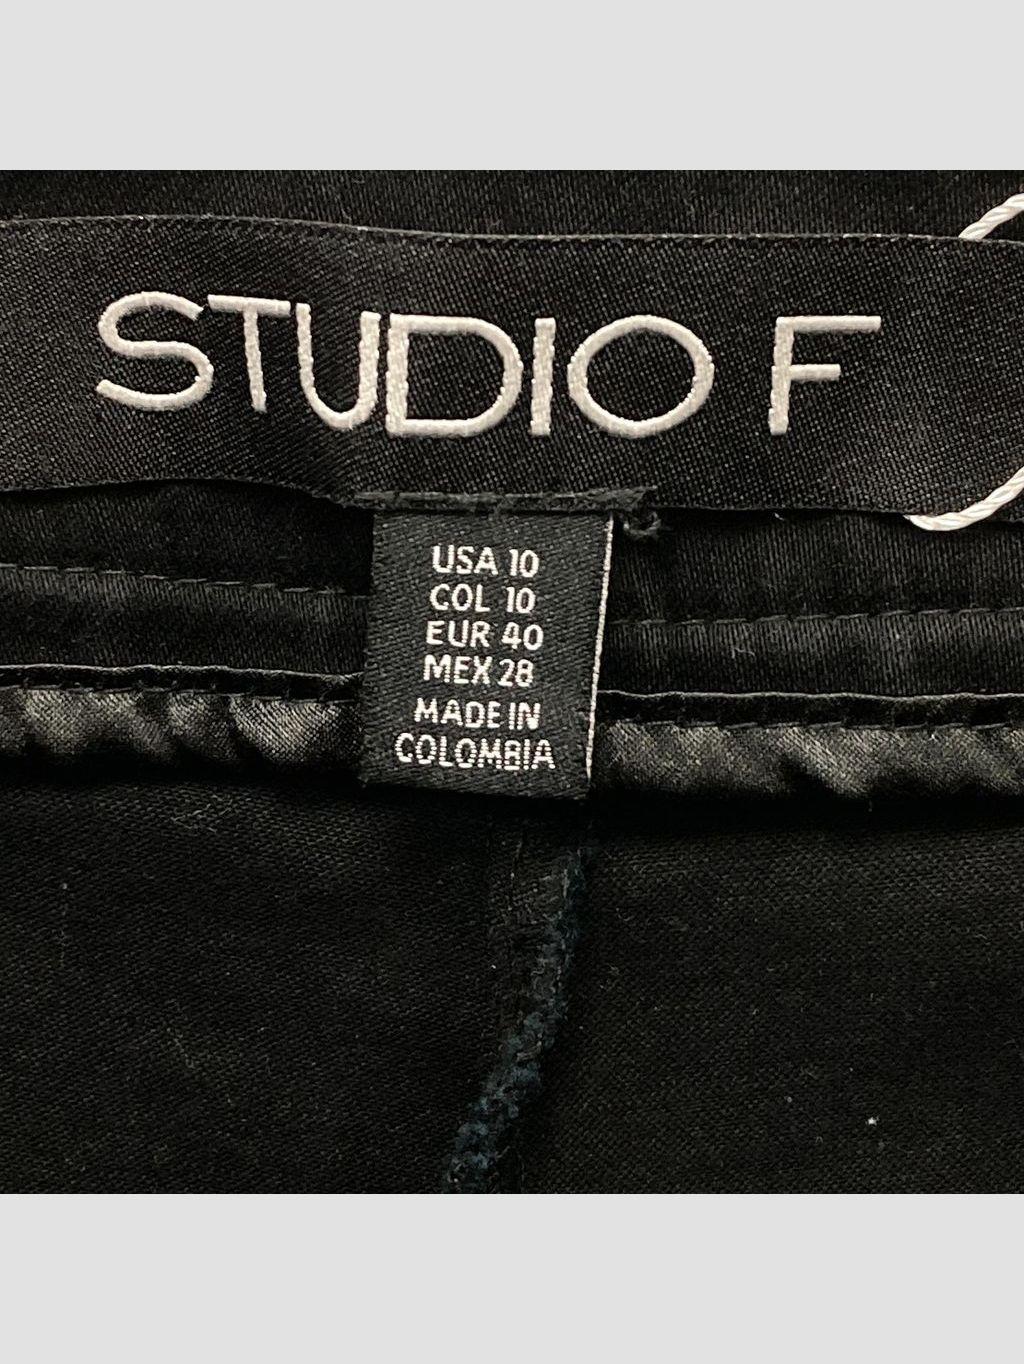 STUDIO F
USA 10
COL 10
EUR 40
MEX 28
MADE IN
COLOMBIA